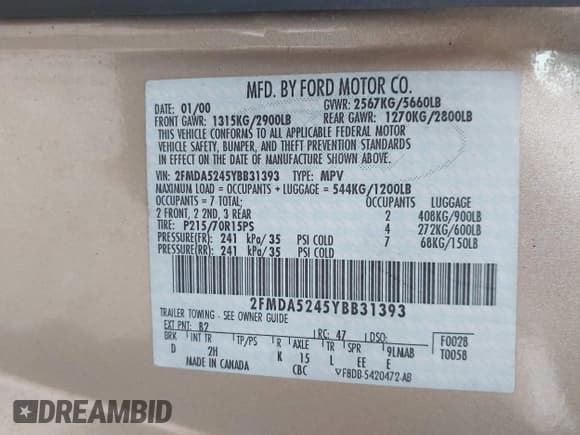 MFD. BY FORD MOTOR CO.
DATE: 01/00 GVWR: 2567KG/5660LB
FRONT GAWR: 1315KG/2900LB REAR GAWR: 1270KG/2800LB
THIS VEHICLE CONFORMS TO ALL APPLICABLE FEDERAL MOTOR
VEHICLE SAFETY, BUMPER, AND THEFT PREVENTION STANDARDS
IN EFFECT ON THE DATE OF MANUFACTURE SHOWN ABOVE.
VIN: 2FMDA5245YBB31393 TYPE: MPV
MAXIMUM LOAD = OCCUPANTS + LUGGAGE = 544KG/1200LB
OCCUPANTS = 7 TOTAL; OCCUPANTS LUGGAGE
2 FRONT, 2 2ND, 3 REAR 2 408KG/900LB
TIRE: P215/70R15PS 4 272KG/600LB
PRESSURE(FR): 241 kPa/35 PSI COLD 7 68KG/150LB
PRESSURE(RR): 241 kPa/35 PSI COLD
2FMDA5245YBB31393
TRAILER TOWING - SEE OWNER GUIDE
EXT PNT: B2 RC: 47 DSO: F0028
BRK INT TR TP/PS R AXLE TR SPR 9LMAB T0058
D 2H K 15 L EE E
MADE IN CANADA CBC VF8DB-5420472-AB
DREAMBID